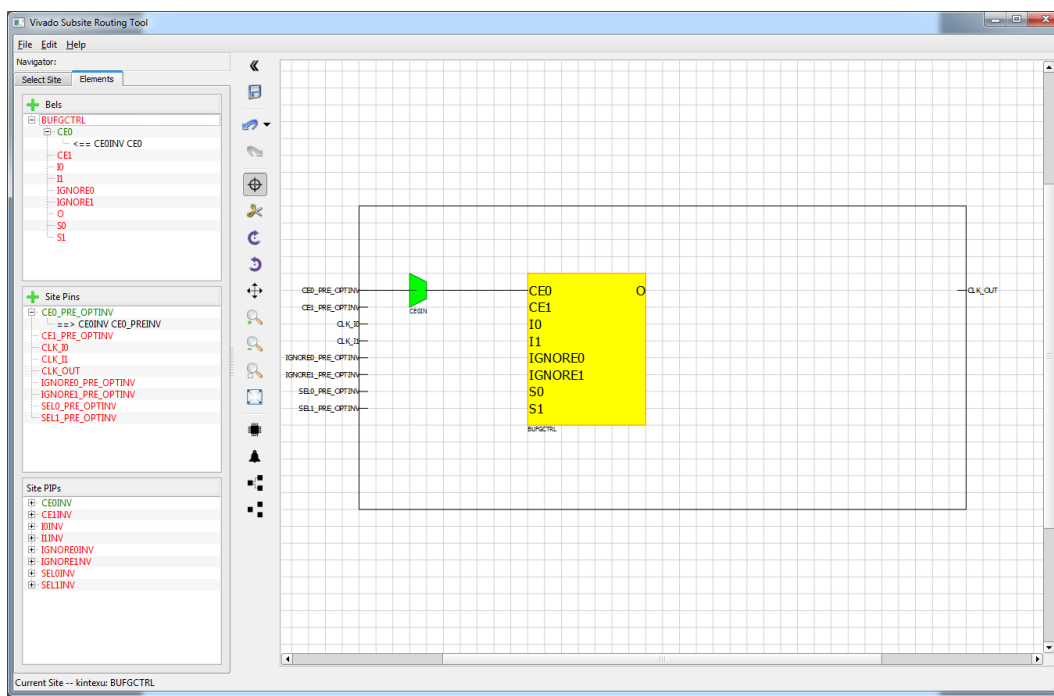 Vivado Subsite Routing Tool
File Edit Help
Navigator:
Select Site Elements
Bels
BUFGCTRL
CE0
<== CE0INV CE0
CE1
I0
I1
IGNORE0
IGNORE1
O
S0
S1
Site Pins
CE0_PRE_OPTINV
==> CE0INV CE0_PREINV
CE1_PRE_OPTINV
CLK_I0
CLK_I1
CLK_OUT
IGNORE0_PRE_OPTINV
IGNORE1_PRE_OPTINV
SEL0_PRE_OPTINV
SEL1_PRE_OPTINV
Site PIPs
CE0INV
CE1INV
I0INV
I1INV
IGNORE0INV
IGNORE1NV
SEL0INV
SEL1INV
CE0_PRE_OPTINV
CE1_PRE_OPTINV
CLK_I0
CLK_I1
IGNORE0_PRE_OPTINV
IGNORE1_PRE_OPTINV
SEL0_PRE_OPTINV
SEL1_PRE_OPTINV
CE0IN
CE0 O
CE1
I0
I1
IGNORE0
IGNORE1
S0
S1
BUFGCTRL
CLK_OUT
Current Site -- kintexu: BUFGCTRL